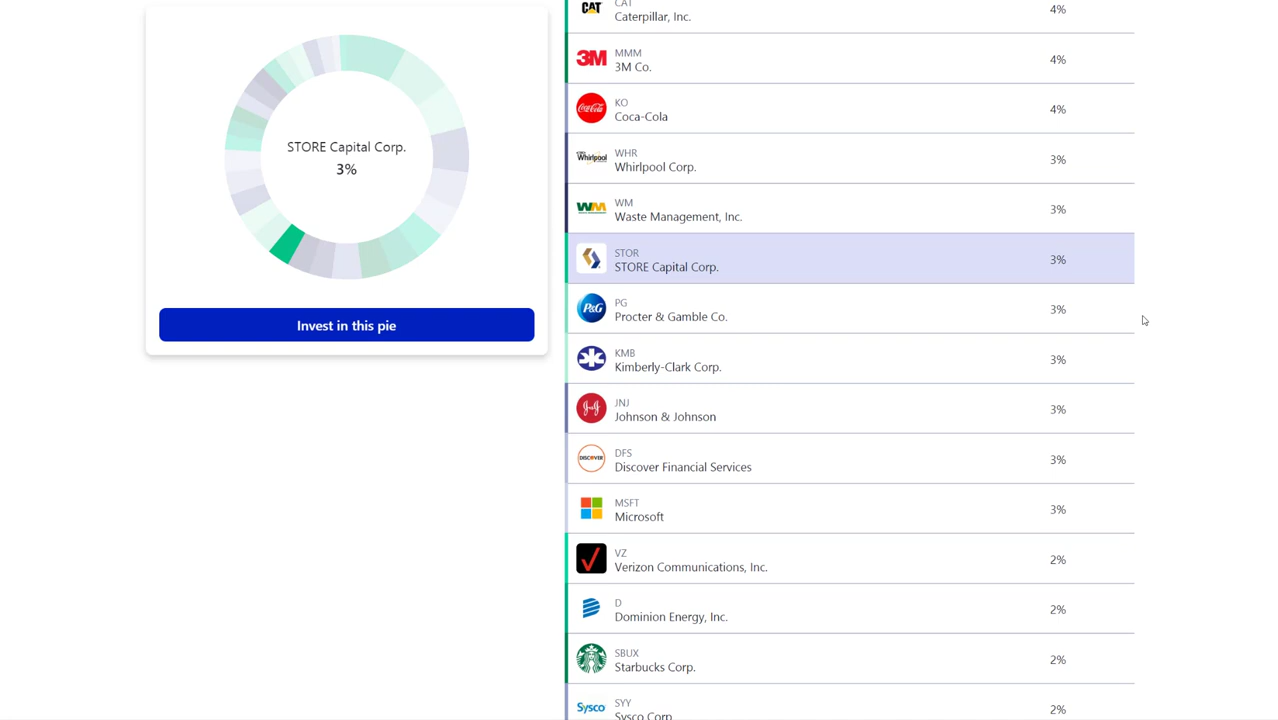 STORE Capital Corp.
3%
Invest in this pie
CAT
CAT
Caterpillar, Inc.
4%
3M
MMM
3M Co.
4%
Coca-Cola
KO
Coca-Cola
4%
Whirlpool
WHR
Whirlpool Corp.
3%
WM
WM
Waste Management, Inc.
3%
STOR
STORE Capital Corp.
3%
P&G
PG
Procter & Gamble Co.
3%
KMB
Kimberly-Clark Corp.
3%
J&J
JNJ
Johnson & Johnson
3%
DISCOVER
DFS
Discover Financial Services
3%
MSFT
Microsoft
3%
VZ
Verizon Communications, Inc.
2%
D
Dominion Energy, Inc.
2%
SBUX
Starbucks Corp.
2%
Sysco
SYY
Sysco Corp
2%